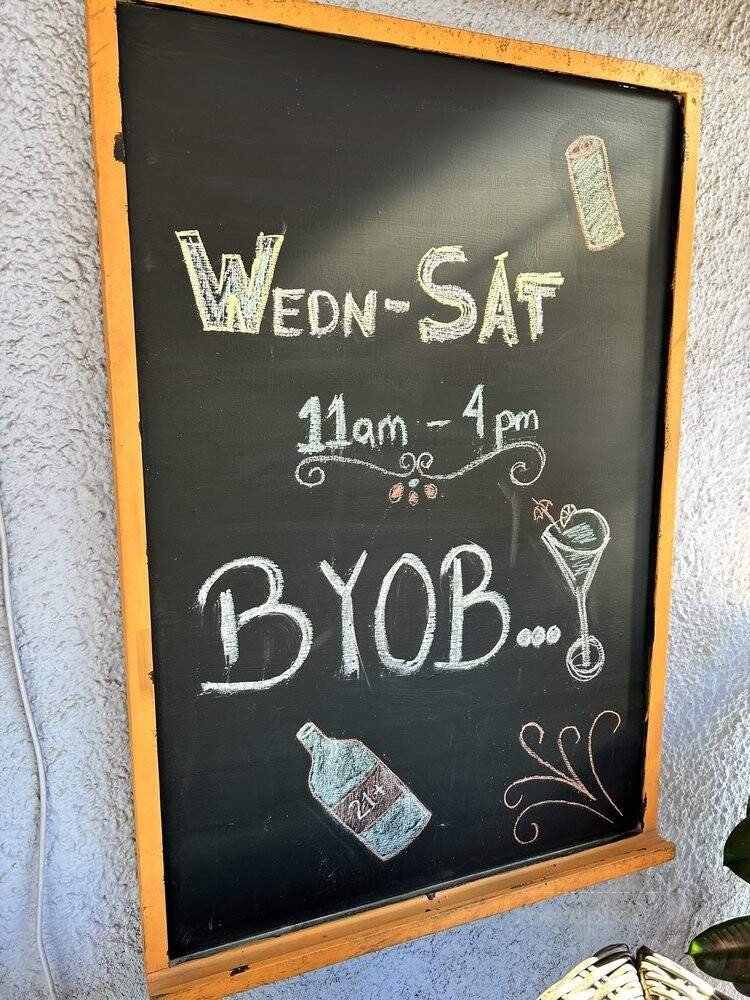 WEDN-SAT
11am - 4pm
BYOB...
21+